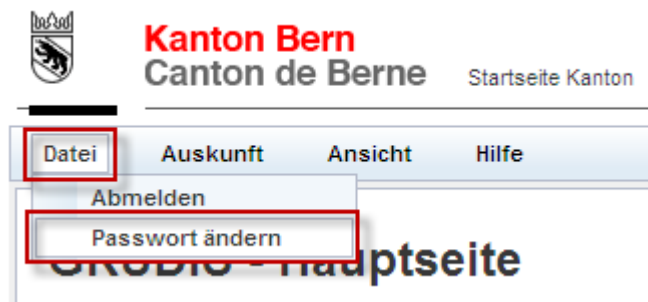 Kanton Bern
Canton de Berne Startseite Kanton
Datei Auskunft Ansicht Hilfe
Abmelden
Passwort ändern
- Hauptseite